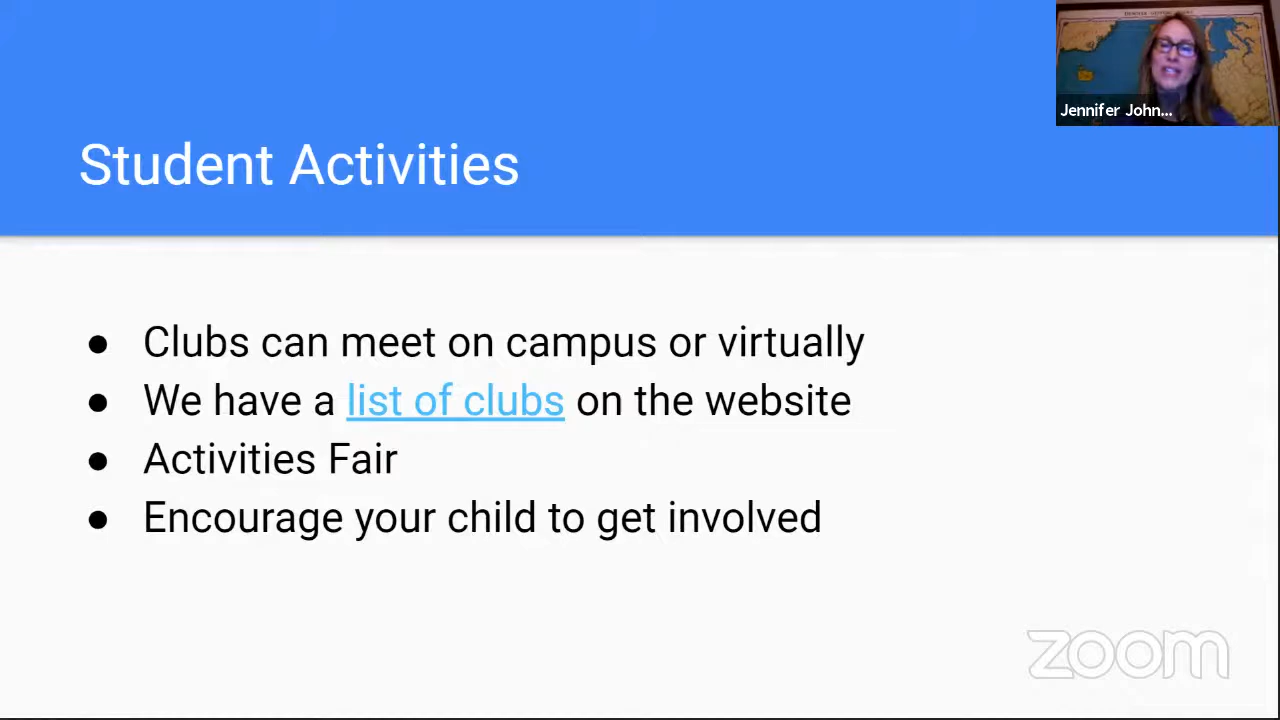 Jennifer John...
Student Activities
● Clubs can meet on campus or virtually
● We have a list of clubs on the website
● Activities Fair
● Encourage your child to get involved
zoom